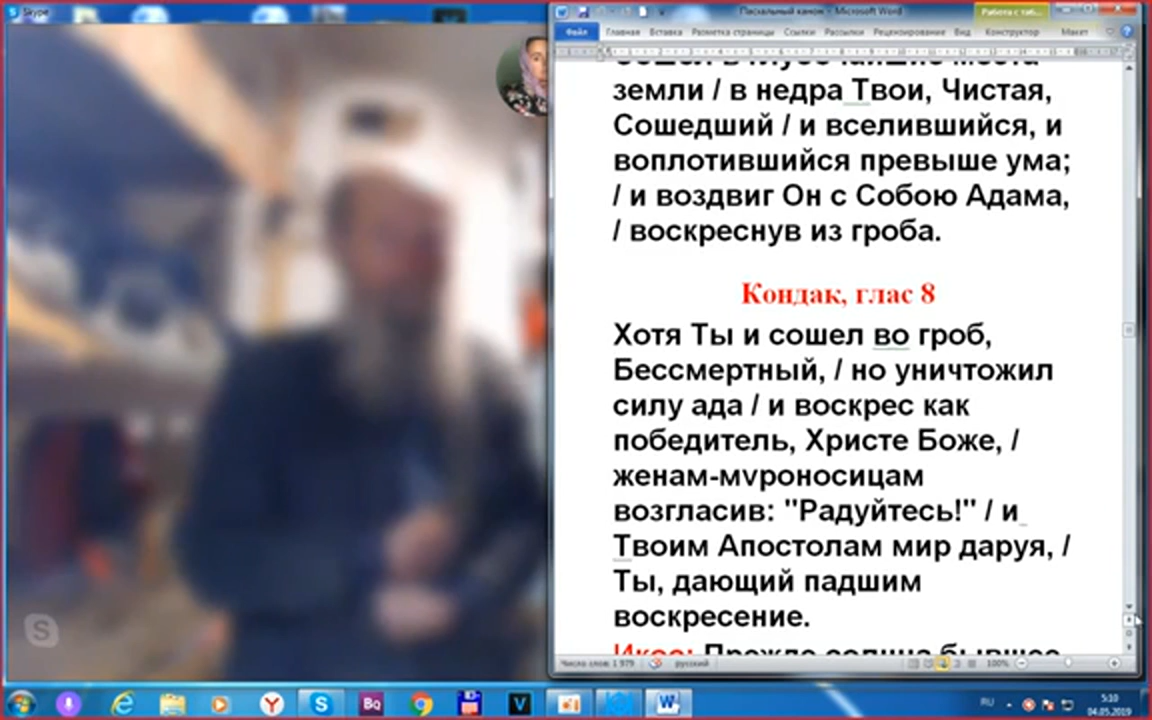 Skype
Пасхальный канон - Microsoft Word
Работа с таб...
Файл Главная Вставка Разметка страницы Ссылки Рассылки Рецензирование Вид Конструктор Макет
земли / в недра Твои, Чистая,
Сошедший / и вселившийся, и
воплотившийся превыше ума;
/ и воздвиг Он с Собою Адама,
/ воскреснув из гроба.
Кондак, глас 8
Хотя Ты и сошел во гроб,
Бессмертный, / но уничтожил
силу ада / и воскрес как
победитель, Христе Боже, /
женам-мѵроносицам
возгласив: "Радуйтесь!" / и
Твоим Апостолам мир даруя, /
Ты, дающий падшим
воскресение.
Икос: Прежде солнца бывшее
Число слов: 1 979 русский 100%
RU 5:10
04.05.2019